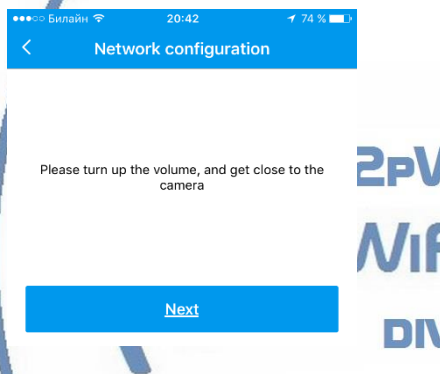 Билайн 20:42 74 %
Network configuration
Please turn up the volume, and get close to the
camera
Next